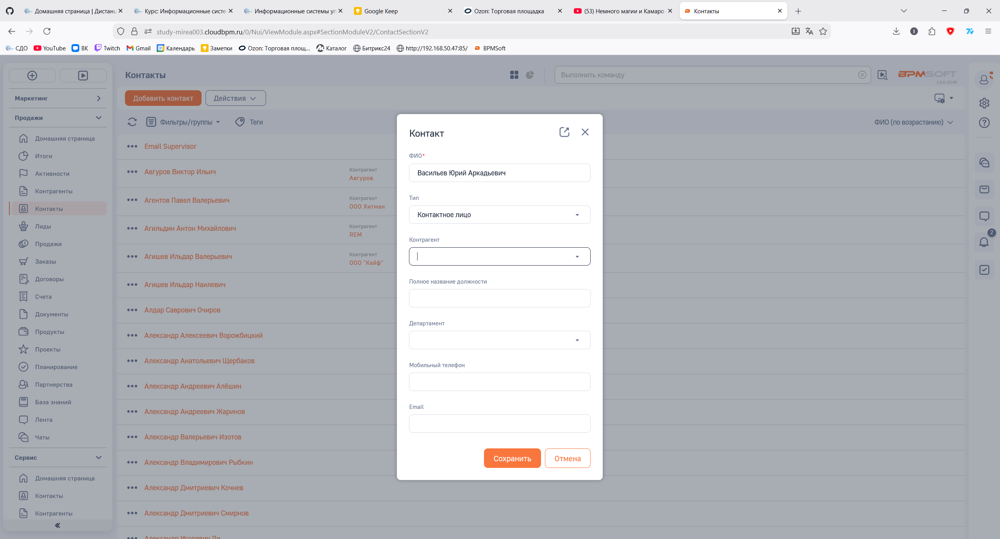 Домашняя страница | Дистанц
Курс: Информационные систе
Информационные системы уп
Google Keep
Ozon: Торговая площадка
(53) Немного магии и Камаро
Контакты
study-mirea003.cloudbpm.ru/0/Nui/ViewModule.aspx#SectionModuleV2/ContactSectionV2
СДО
YouTube
ВК
Twitch
Gmail
Календарь
Заметки
Ozon: Торговая площ...
Каталог
Битрикс24
http://192.168.50.47:85/
BPMSoft
Контакты
Выполнить команду
BPMSOFT
1.8.0.19108
Маркетинг
Добавить контакт
Действия
Продажи
Фильтры/группы
Теги
ФИО (по возрастанию)
Домашняя страница
Итоги
Активности
Контрагенты
Контакты
Лиды
Продажи
Заказы
Договоры
Счета
Документы
Продукты
Проекты
Планирование
Партнерства
База знаний
Лента
Чаты
Сервис
Домашняя страница
Контакты
Контрагенты
Email Supervisor
Авгуров Виктор Ильич
Контрагент
Авгуров
Агентов Павел Валерьевич
Контрагент
ООО Хитман
Агильдин Антон Михайлович
Контрагент
REM
Агишев Ильдар Валерьевич
Контрагент
ООО "Кайф"
Агишев Ильдар Наилевич
Алдар Саврович Очиров
Александр Алексеевич Ворожбицкий
Александр Анатольевич Щербаков
Александр Андреевич Алёшин
Александр Андреевич Жаринов
Александр Валерьевич Изотов
Александр Владимирович Рыбкин
Александр Дмитриевич Кочнев
Александр Дмитриевич Смирнов
Александр Игоревич Ли
Контакт
ФИО*
Васильев Юрий Аркадьевич
Тип
Контактное лицо
Контрагент
Полное название должности
Департамент
Мобильный телефон
Email
Сохранить
Отмена
2